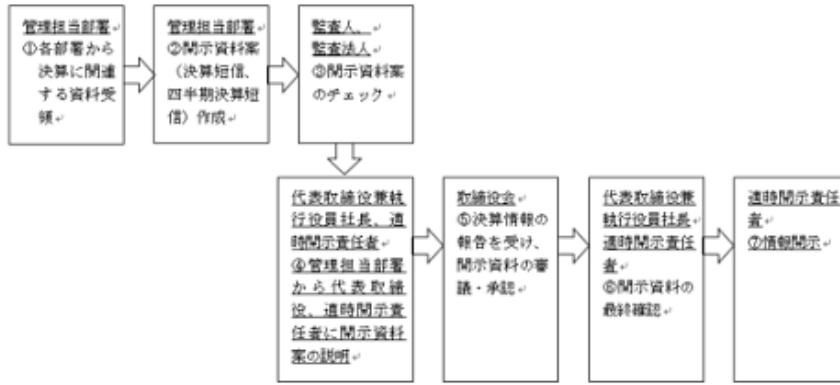 管理担当部署
①各部署から
決算に関連
する資料受
領
管理担当部署
②開示資料案
（決算短信、
四半期決算短
信）作成
監査人、
監査法人
③開示資料案
のチェック
代表取締役兼執
行役員社長、適
時開示責任者
④管理担当部署
から代表取締
役、適時開示責
任者に開示資料
案の説明
取締役会
⑤決算情報の
報告を受け、
開示資料の審
議・承認
代表取締役兼
執行役員社長
適時開示責任
者
⑥開示資料の
最終確認
適時開示責任
者
⑦情報開示